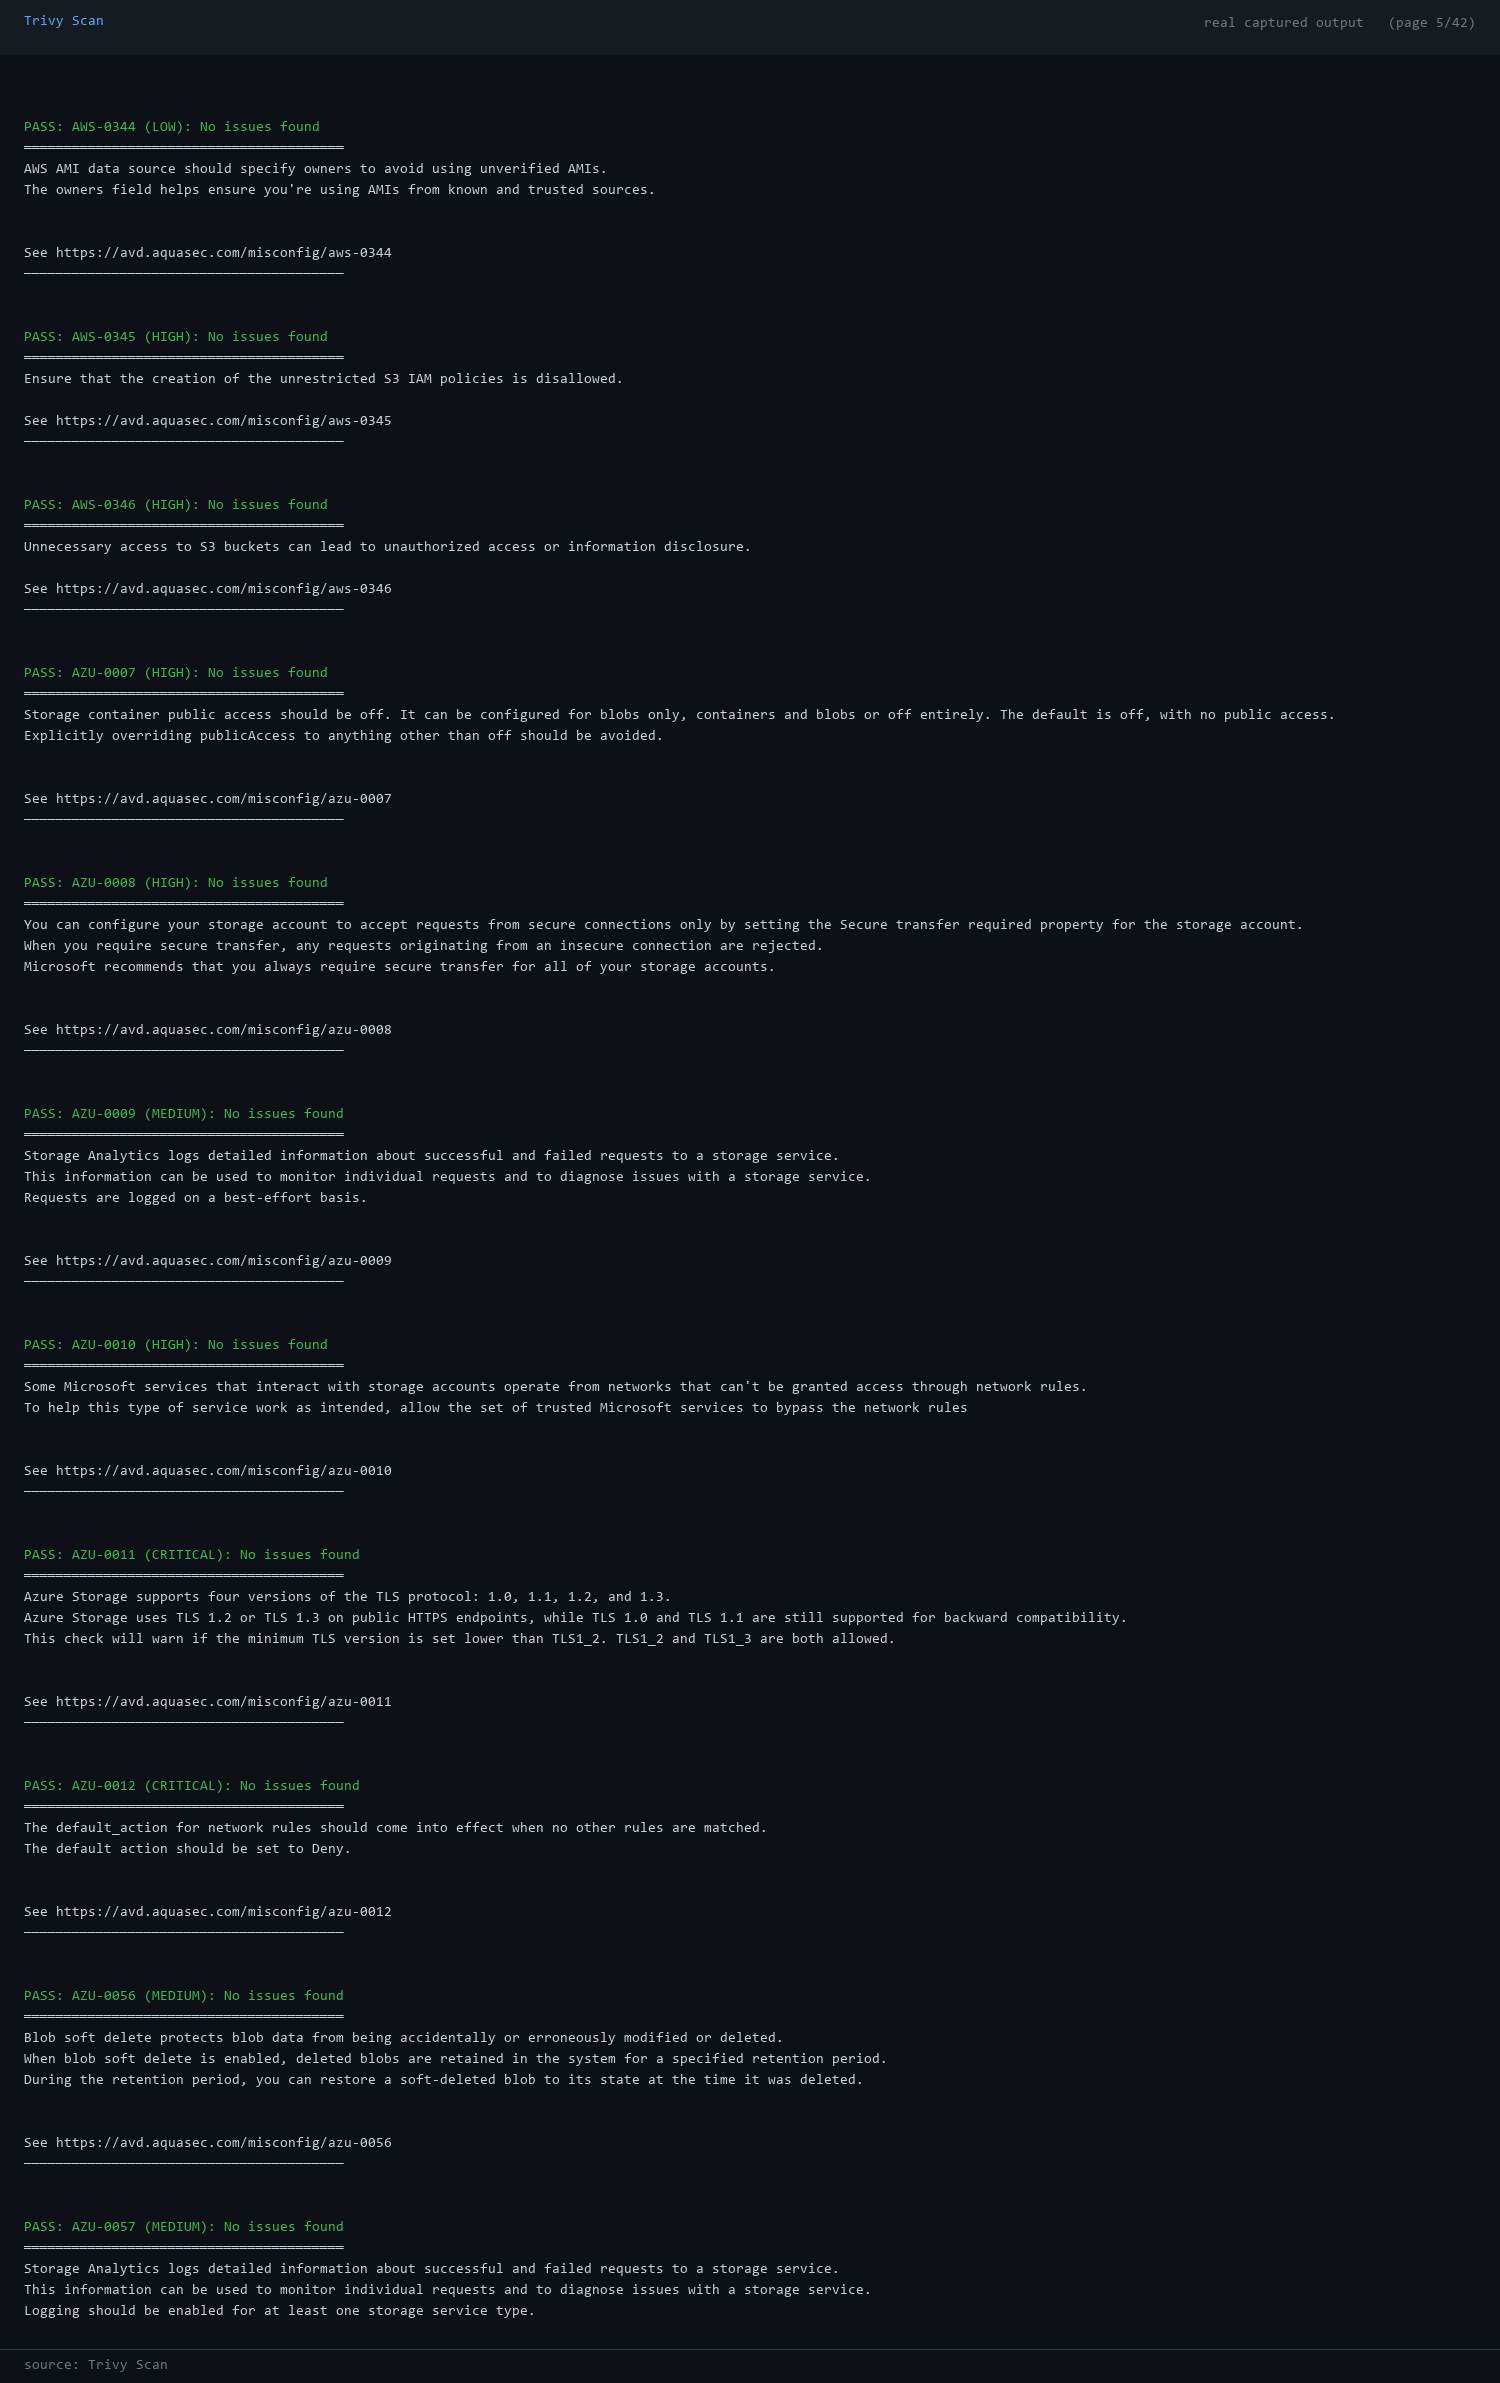 Trivy Scan
real captured output   (page 5/42)
PASS: AWS-0344 (LOW): No issues found
════════════════════════════════════════
AWS AMI data source should specify owners to avoid using unverified AMIs.
The owners field helps ensure you're using AMIs from known and trusted sources.
See https://avd.aquasec.com/misconfig/aws-0344
────────────────────────────────────────
PASS: AWS-0345 (HIGH): No issues found
════════════════════════════════════════
Ensure that the creation of the unrestricted S3 IAM policies is disallowed.
See https://avd.aquasec.com/misconfig/aws-0345
────────────────────────────────────────
PASS: AWS-0346 (HIGH): No issues found
════════════════════════════════════════
Unnecessary access to S3 buckets can lead to unauthorized access or information disclosure.
See https://avd.aquasec.com/misconfig/aws-0346
────────────────────────────────────────
PASS: AZU-0007 (HIGH): No issues found
════════════════════════════════════════
Storage container public access should be off. It can be configured for blobs only, containers and blobs or off entirely. The default is off, with no public access.
Explicitly overriding publicAccess to anything other than off should be avoided.
See https://avd.aquasec.com/misconfig/azu-0007
────────────────────────────────────────
PASS: AZU-0008 (HIGH): No issues found
════════════════════════════════════════
You can configure your storage account to accept requests from secure connections only by setting the Secure transfer required property for the storage account.
When you require secure transfer, any requests originating from an insecure connection are rejected.
Microsoft recommends that you always require secure transfer for all of your storage accounts.
See https://avd.aquasec.com/misconfig/azu-0008
────────────────────────────────────────
PASS: AZU-0009 (MEDIUM): No issues found
════════════════════════════════════════
Storage Analytics logs detailed information about successful and failed requests to a storage service.
This information can be used to monitor individual requests and to diagnose issues with a storage service.
Requests are logged on a best-effort basis.
See https://avd.aquasec.com/misconfig/azu-0009
────────────────────────────────────────
PASS: AZU-0010 (HIGH): No issues found
════════════════════════════════════════
Some Microsoft services that interact with storage accounts operate from networks that can't be granted access through network rules.
To help this type of service work as intended, allow the set of trusted Microsoft services to bypass the network rules
See https://avd.aquasec.com/misconfig/azu-0010
────────────────────────────────────────
PASS: AZU-0011 (CRITICAL): No issues found
════════════════════════════════════════
Azure Storage supports four versions of the TLS protocol: 1.0, 1.1, 1.2, and 1.3.
Azure Storage uses TLS 1.2 or TLS 1.3 on public HTTPS endpoints, while TLS 1.0 and TLS 1.1 are still supported for backward compatibility.
This check will warn if the minimum TLS version is set lower than TLS1_2. TLS1_2 and TLS1_3 are both allowed.
See https://avd.aquasec.com/misconfig/azu-0011
────────────────────────────────────────
PASS: AZU-0012 (CRITICAL): No issues found
════════════════════════════════════════
The default_action for network rules should come into effect when no other rules are matched.
The default action should be set to Deny.
See https://avd.aquasec.com/misconfig/azu-0012
────────────────────────────────────────
PASS: AZU-0056 (MEDIUM): No issues found
════════════════════════════════════════
Blob soft delete protects blob data from being accidentally or erroneously modified or deleted.
When blob soft delete is enabled, deleted blobs are retained in the system for a specified retention period.
During the retention period, you can restore a soft-deleted blob to its state at the time it was deleted.
See https://avd.aquasec.com/misconfig/azu-0056
────────────────────────────────────────
PASS: AZU-0057 (MEDIUM): No issues found
════════════════════════════════════════
Storage Analytics logs detailed information about successful and failed requests to a storage service.
This information can be used to monitor individual requests and to diagnose issues with a storage service.
Logging should be enabled for at least one storage service type.
source: Trivy Scan